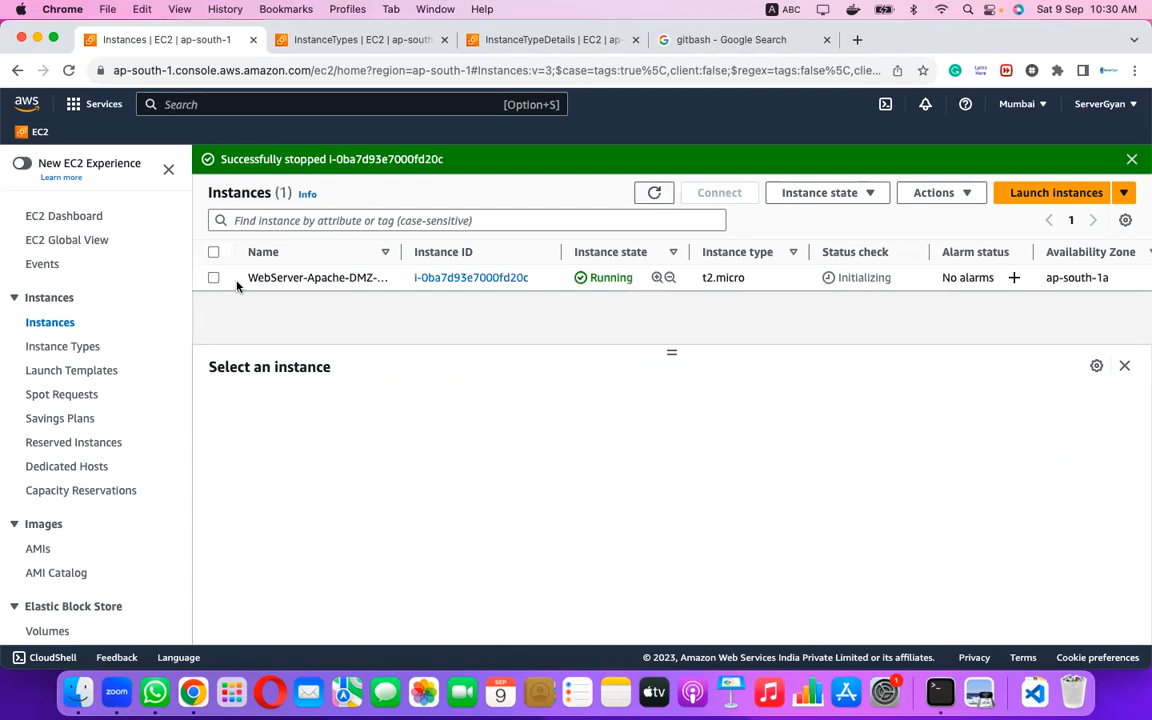 Chrome File Edit View History Bookmarks Profiles Tab Window Help A ABC Sat 9 Sep 10:30 AM
Instances | EC2 | ap-south-1 InstanceTypes | EC2 | ap-south InstanceTypeDetails | EC2 | ap- gitbash - Google Search
ap-south-1.console.aws.amazon.com/ec2/home?region=ap-south-1#Instances:v=3;$case=tags:true%5C,client:false;$regex=tags:false%5C,clie...
aws Services Search [Option+S] Mumbai ServerGyan
EC2
New EC2 Experience
Learn more
Successfully stopped i-0ba7d93e7000fd20c
Instances (1) Info Connect Instance state Actions Launch instances
Find instance by attribute or tag (case-sensitive) 1
Name Instance ID Instance state Instance type Status check Alarm status Availability Zone
WebServer-Apache-DMZ-... i-0ba7d93e7000fd20c Running t2.micro Initializing No alarms + ap-south-1a
Select an instance
EC2 Dashboard
EC2 Global View
Events
Instances
Instances
Instance Types
Launch Templates
Spot Requests
Savings Plans
Reserved Instances
Dedicated Hosts
Capacity Reservations
Images
AMIs
AMI Catalog
Elastic Block Store
Volumes
CloudShell Feedback Language © 2023, Amazon Web Services India Private Limited or its affiliates. Privacy Terms Cookie preferences
zoom SEP 9 tv 1